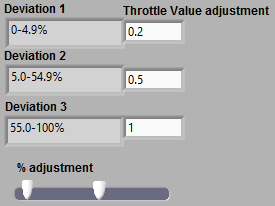 Deviation 1 Throttle Value adjustment
0-4.9% 0.2
Deviation 2
5.0-54.9% 0.5
Deviation 3
55.0-100% 1
% adjustment